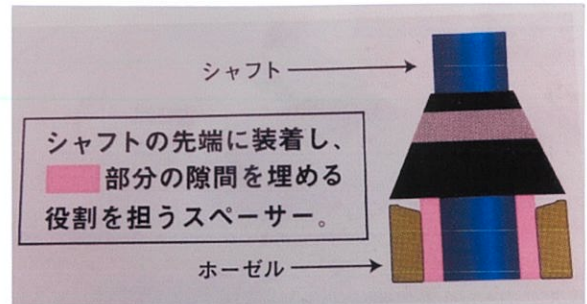 シャフト
シャフトの先端に装着し、
部分の隙間を埋める
役割を担うスペーサー。
ホーゼル